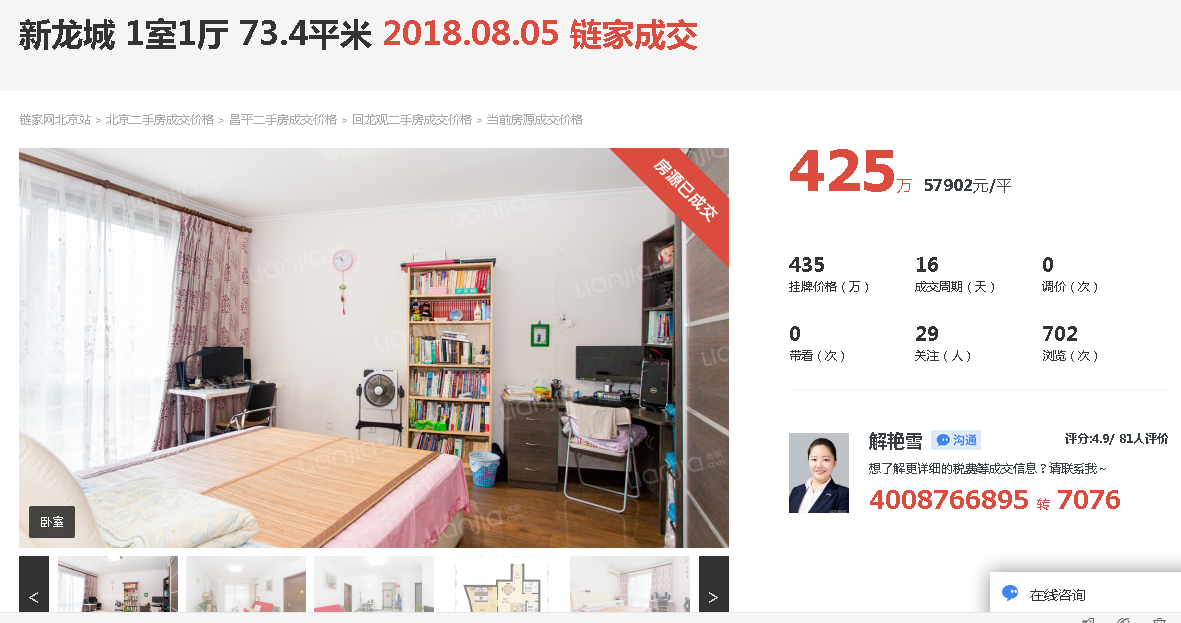 新龙城 1室1厅 73.4平米 2018.08.05 链家成交
链家网北京站 > 北京二手房成交价格 > 昌平二手房成交价格 > 回龙观二手房成交价格 > 当前房源成交价格
房源已成交
lianjia.com
卧室
<
>
425万 57902元/平
435 16 0
挂牌价格（万） 成交周期（天） 调价（次）
0 29 702
带看（次） 关注（人） 浏览（次）
解艳雪 沟通 评分:4.9/ 81人评价
想了解更详细的税费等成交信息？请联系我~
4008766895 转 7076
在线咨询